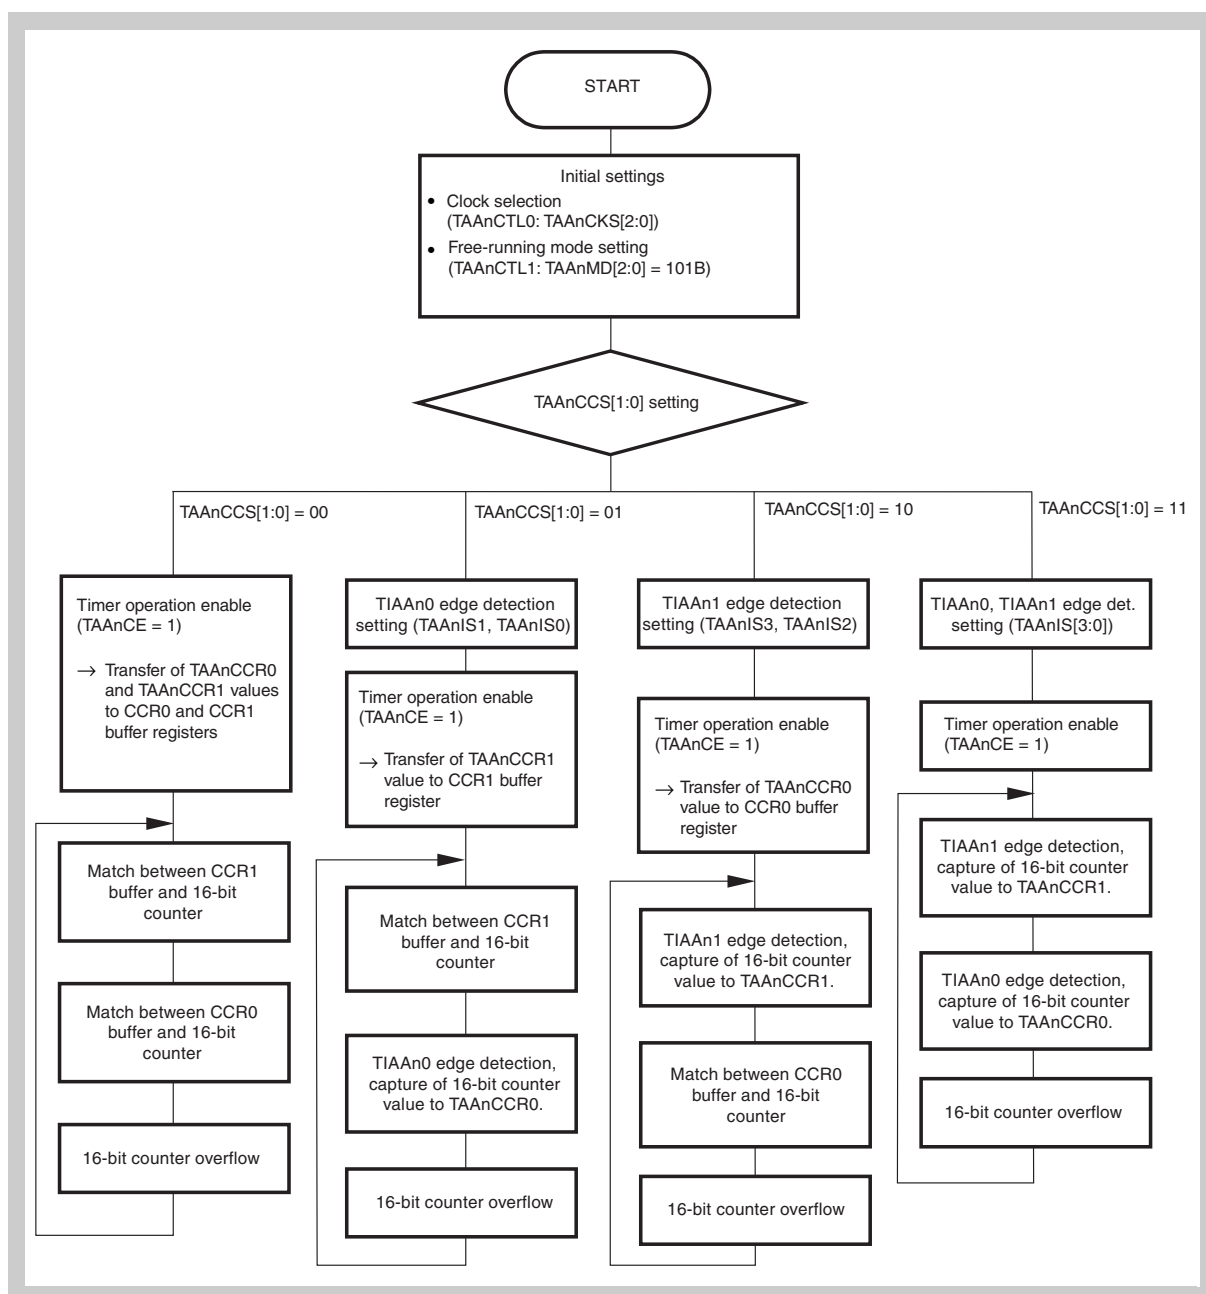 START
Initial settings
• Clock selection
(TAAnCTL0: TAAnCKS[2:0])
• Free-running mode setting
(TAAnCTL1: TAAnMD[2:0] = 101B)
TAAnCCS[1:0] setting
TAAnCCS[1:0] = 00
TAAnCCS[1:0] = 01
TAAnCCS[1:0] = 10
TAAnCCS[1:0] = 11
Timer operation enable
(TAAnCE = 1)
→ Transfer of TAAnCCR0
and TAAnCCR1 values
to CCR0 and CCR1
buffer registers
Match between CCR1
buffer and 16-bit
counter
Match between CCR0
buffer and 16-bit
counter
16-bit counter overflow
TIAAn0 edge detection
setting (TAAnIS1, TAAnIS0)
Timer operation enable
(TAAnCE = 1)
→ Transfer of TAAnCCR1
value to CCR1 buffer
register
Match between CCR1
buffer and 16-bit
counter
TIAAn0 edge detection,
capture of 16-bit counter
value to TAAnCCR0.
16-bit counter overflow
TIAAn1 edge detection
setting (TAAnIS3, TAAnIS2)
Timer operation enable
(TAAnCE = 1)
→ Transfer of TAAnCCR0
value to CCR0 buffer
register
TIAAn1 edge detection,
capture of 16-bit counter
value to TAAnCCR1.
Match between CCR0
buffer and 16-bit
counter
16-bit counter overflow
TIAAn0, TIAAn1 edge det.
setting (TAAnIS[3:0])
Timer operation enable
(TAAnCE = 1)
TIAAn1 edge detection,
capture of 16-bit counter
value to TAAnCCR1.
TIAAn0 edge detection,
capture of 16-bit counter
value to TAAnCCR0.
16-bit counter overflow